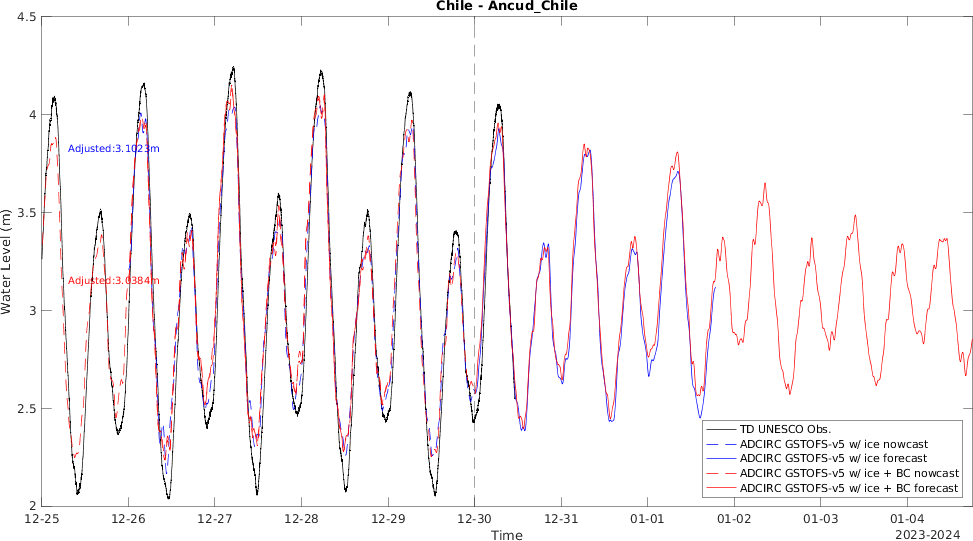 Chile - Ancud_Chile
4.5
4
3.5
3
2.5
2
Water Level (m)
Adjusted:3.1023m
Adjusted:3.0384m
TD UNESCO Obs.
ADCIRC GSTOFS-v5 w/ ice nowcast
ADCIRC GSTOFS-v5 w/ ice forecast
ADCIRC GSTOFS-v5 w/ ice + BC nowcast
ADCIRC GSTOFS-v5 w/ ice + BC forecast
12-25 12-26 12-27 12-28 12-29 12-30 12-31 01-01 01-02 01-03 01-04
Time
2023-2024